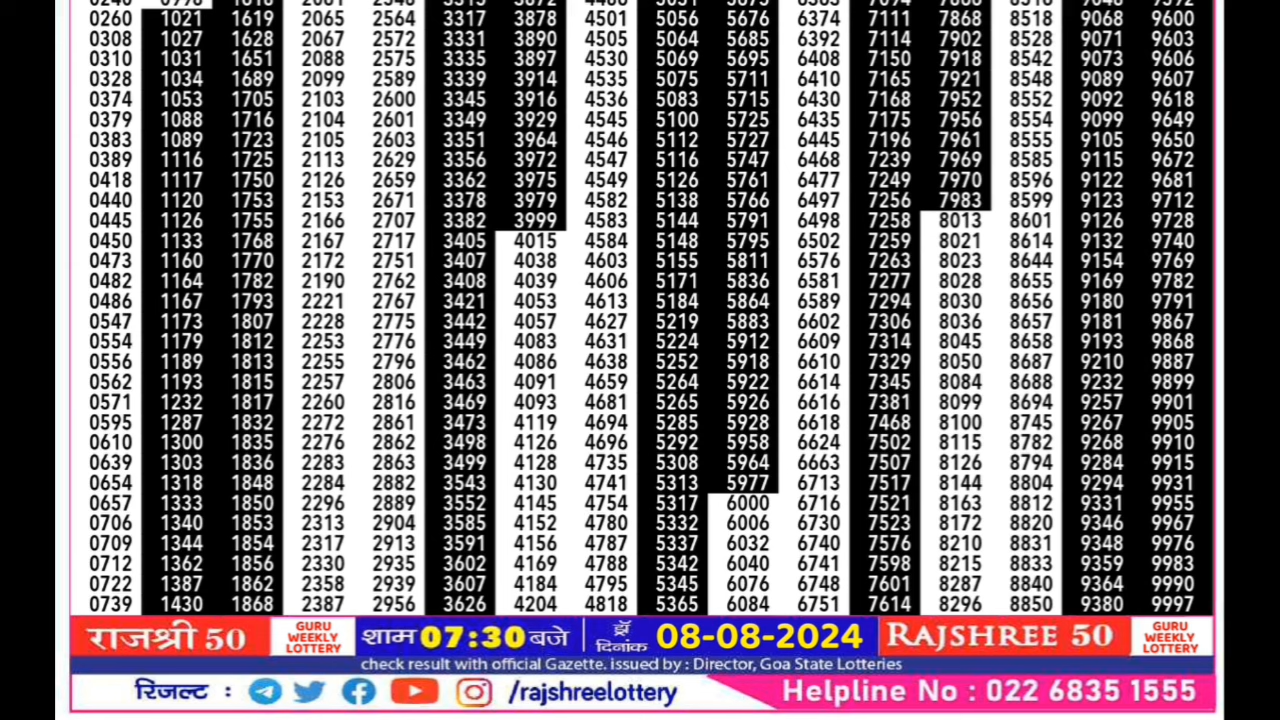 0260 1021 1619 2065 2564 3317 3878 4501 5056 5676 6374 7111 7868 8518 9068 9600
0308 1027 1628 2067 2572 3331 3890 4505 5064 5685 6392 7114 7902 8528 9071 9603
0310 1031 1651 2088 2575 3335 3897 4530 5069 5695 6408 7150 7918 8542 9073 9606
0328 1034 1689 2099 2589 3339 3914 4535 5075 5711 6410 7165 7921 8548 9089 9607
0374 1053 1705 2103 2600 3345 3916 4536 5083 5715 6430 7168 7952 8552 9092 9618
0379 1088 1716 2104 2601 3349 3929 4545 5100 5725 6435 7175 7956 8554 9099 9649
0383 1089 1723 2105 2603 3351 3964 4546 5112 5727 6445 7196 7961 8555 9105 9650
0389 1116 1725 2113 2629 3356 3972 4547 5116 5747 6468 7239 7969 8585 9115 9672
0418 1117 1750 2126 2659 3362 3975 4549 5126 5761 6477 7249 7970 8596 9122 9681
0440 1120 1753 2153 2671 3378 3979 4582 5138 5766 6497 7256 7983 8599 9123 9712
0445 1126 1755 2166 2707 3382 3999 4583 5144 5791 6498 7258 8013 8601 9126 9728
0450 1133 1768 2167 2717 3405 4015 4584 5148 5795 6502 7259 8021 8614 9132 9740
0473 1160 1770 2172 2751 3407 4038 4603 5155 5811 6576 7263 8023 8644 9154 9769
0482 1164 1782 2190 2762 3408 4039 4606 5171 5836 6581 7277 8028 8655 9169 9782
0486 1167 1793 2221 2767 3421 4053 4613 5184 5864 6589 7294 8030 8656 9180 9791
0547 1173 1807 2228 2775 3442 4057 4627 5219 5883 6602 7306 8036 8657 9181 9867
0554 1179 1812 2253 2776 3449 4083 4631 5224 5912 6609 7314 8045 8658 9193 9868
0556 1189 1813 2255 2796 3462 4086 4638 5252 5918 6610 7329 8050 8687 9210 9887
0562 1193 1815 2257 2806 3463 4091 4659 5264 5922 6614 7345 8084 8688 9232 9899
0571 1232 1817 2260 2816 3469 4093 4681 5265 5926 6616 7381 8099 8694 9257 9901
0595 1287 1832 2272 2861 3473 4119 4694 5285 5928 6618 7468 8100 8745 9267 9905
0610 1300 1835 2276 2862 3498 4126 4696 5292 5958 6624 7502 8115 8782 9268 9910
0639 1303 1836 2283 2863 3499 4128 4735 5308 5964 6663 7507 8126 8794 9284 9915
0654 1318 1848 2284 2882 3543 4130 4741 5313 5977 6713 7517 8144 8804 9294 9931
0657 1333 1850 2296 2889 3552 4145 4754 5317 6000 6716 7521 8163 8812 9331 9955
0706 1340 1853 2313 2904 3585 4152 4780 5332 6006 6730 7523 8172 8820 9346 9967
0709 1344 1854 2317 2913 3591 4156 4787 5337 6032 6740 7576 8210 8831 9348 9976
0712 1362 1856 2330 2935 3602 4169 4788 5342 6040 6741 7598 8215 8833 9359 9983
0722 1387 1862 2358 2939 3607 4184 4795 5345 6076 6748 7601 8287 8840 9364 9990
0739 1430 1868 2387 2956 3626 4204 4818 5365 6084 6751 7614 8296 8850 9380 9997
राजश्री 50 GURU WEEKLY LOTTERY शाम 07:30 बजे ड्रॉ दिनांक 08-08-2024 RAJSHREE 50 GURU WEEKLY LOTTERY
check result with official Gazette. issued by : Director, Goa State Lotteries
रिजल्ट : /rajshreelottery Helpline No : 022 6835 1555